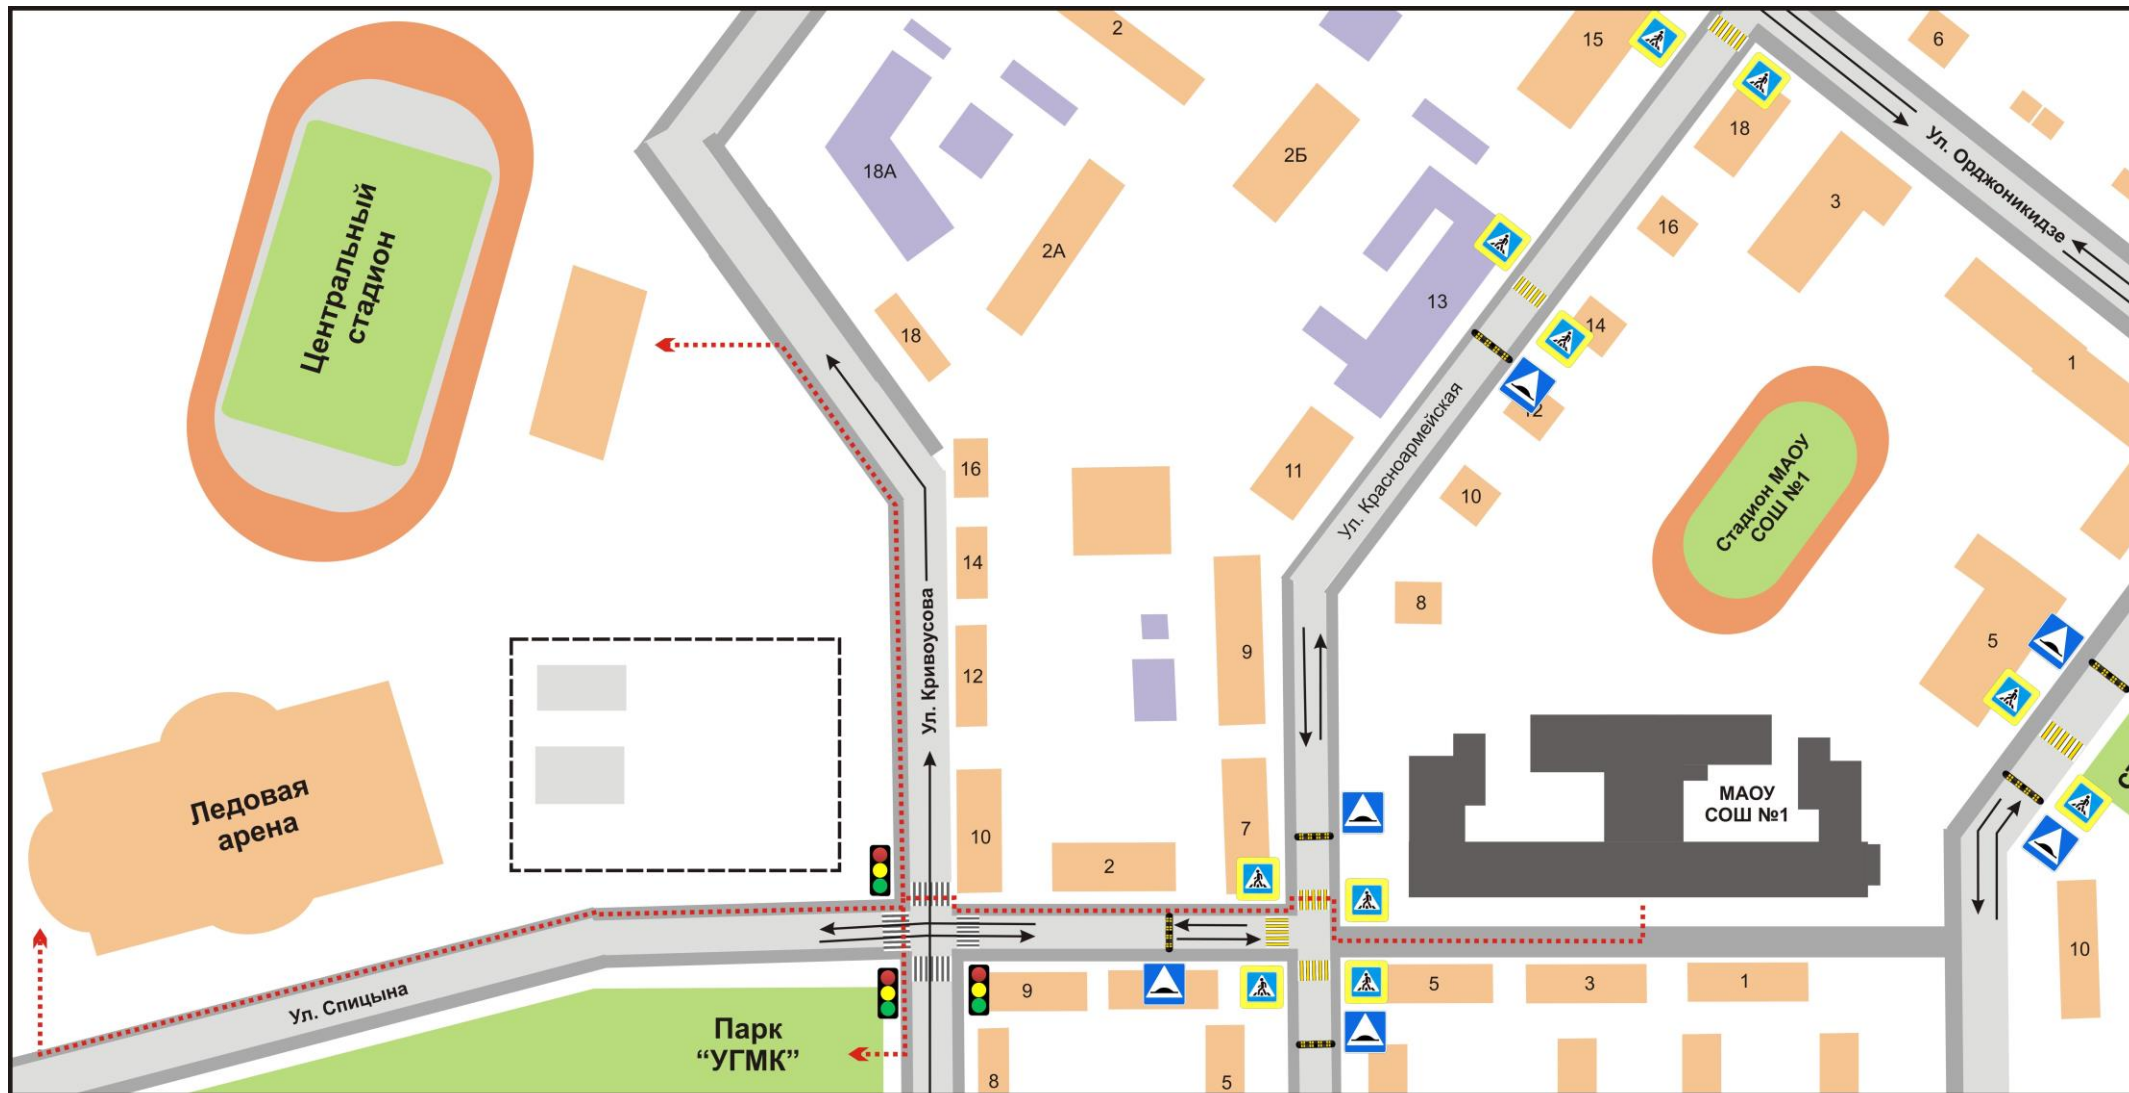 2
15
6
18
Ул. Орджоникидзе
18А
2Б
3
2А
16
Центральный
стадион
13
14
18
1
12
Ул. Красноармейская
11
16
10
Стадион МАОУ
СОШ №1
14
8
5
Ул. Кривоусова
12
9
Ледовая
арена
10
2
7
МАОУ
СОШ №1
10
Ул. Спицына
9
5
3
1
Парк
“УГМК”
8
5